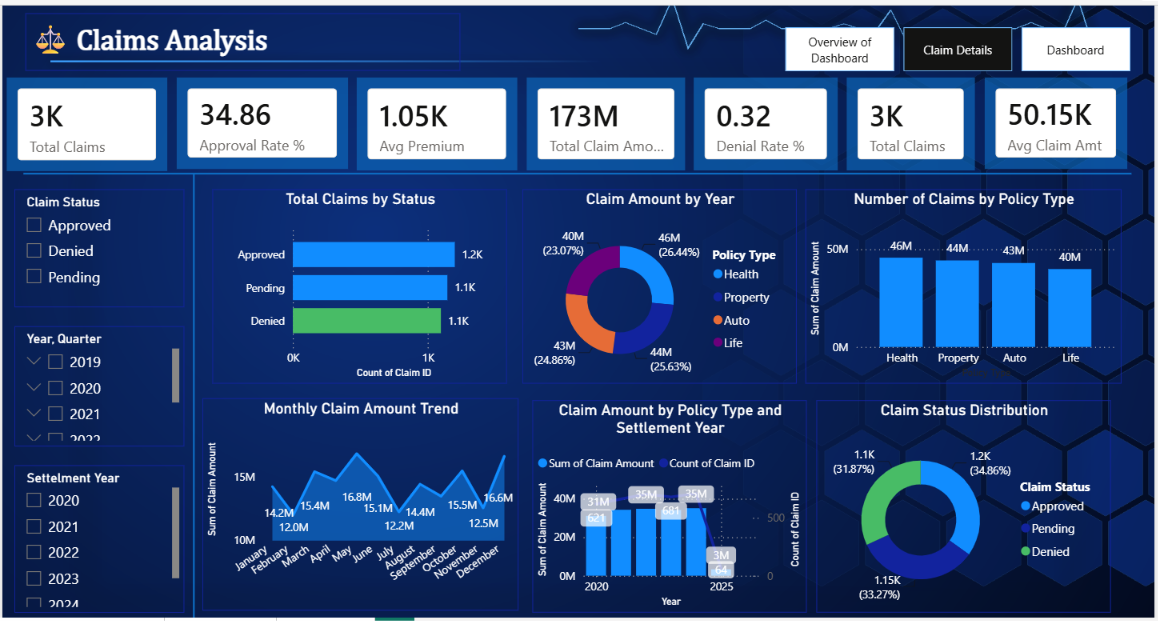 Claims Analysis
Overview of
Dashboard
Claim Details
Dashboard
3K
Total Claims
34.86
Approval Rate %
1.05K
Avg Premium
173M
Total Claim Amo...
0.32
Denial Rate %
3K
Total Claims
50.15K
Avg Claim Amt
Claim Status
Approved
Denied
Pending
Year, Quarter
2019
2020
2021
2022
Settelment Year
2020
2021
2022
2023
2024
Total Claims by Status
Approved 1.2K
Pending 1.1K
Denied 1.1K
0K 1K
Count of Claim ID
Claim Amount by Year
40M
(23.07%)
46M
(26.44%)
43M
(24.86%)
44M
(25.63%)
Policy Type
Health
Property
Auto
Life
Number of Claims by Policy Type
Sum of Claim Amount
50M
0M
46M 44M 43M 40M
Health Property Auto Life
Monthly Claim Amount Trend
Sum of Claim Amount
15M
10M
14.2M
12.0M
15.4M
16.8M
15.1M
12.2M
14.4M
15.5M
12.5M
16.6M
January
February
March
April
May
June
July
August
September
October
November
December
Claim Amount by Policy Type and
Settlement Year
Sum of Claim Amount Count of Claim ID
Sum of Claim Amount
40M
20M
0M
31M 35M 35M
621 681
3M
64
500
0
Count of Claim ID
2020 2025
Year
Claim Status Distribution
1.1K
(31.87%)
1.2K
(34.86%)
1.15K
(33.27%)
Claim Status
Approved
Pending
Denied